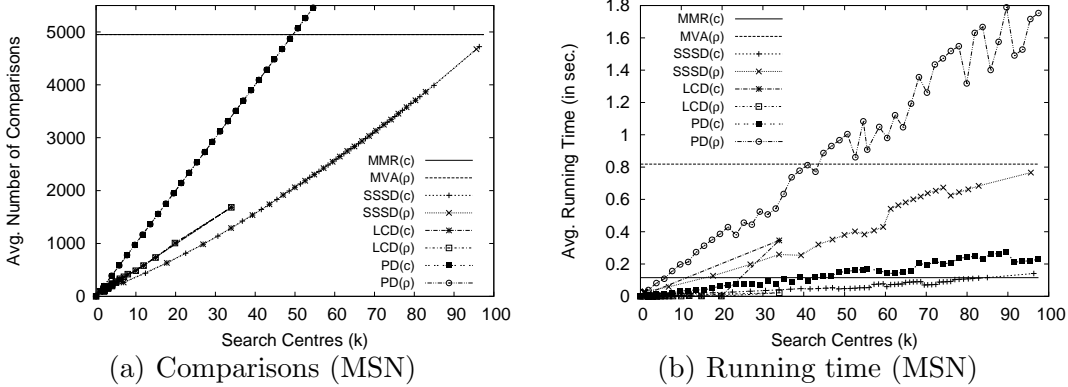 5000
4000
3000
2000
1000
0
0 10 20 30 40 50 60 70 80 90 100
Avg. Number of Comparisons
Search Centres (k)
MMR(c)
MVA(ρ)
SSSD(c)
SSSD(ρ)
LCD(c)
LCD(ρ)
PD(c)
PD(ρ)
(a) Comparisons (MSN)
1.8
1.6
1.4
1.2
1
0.8
0.6
0.4
0.2
0
0 10 20 30 40 50 60 70 80 90 100
Avg. Running Time (in sec.)
Search Centres (k)
MMR(c)
MVA(ρ)
SSSD(c)
SSSD(ρ)
LCD(c)
LCD(ρ)
PD(c)
PD(ρ)
(b) Running time (MSN)